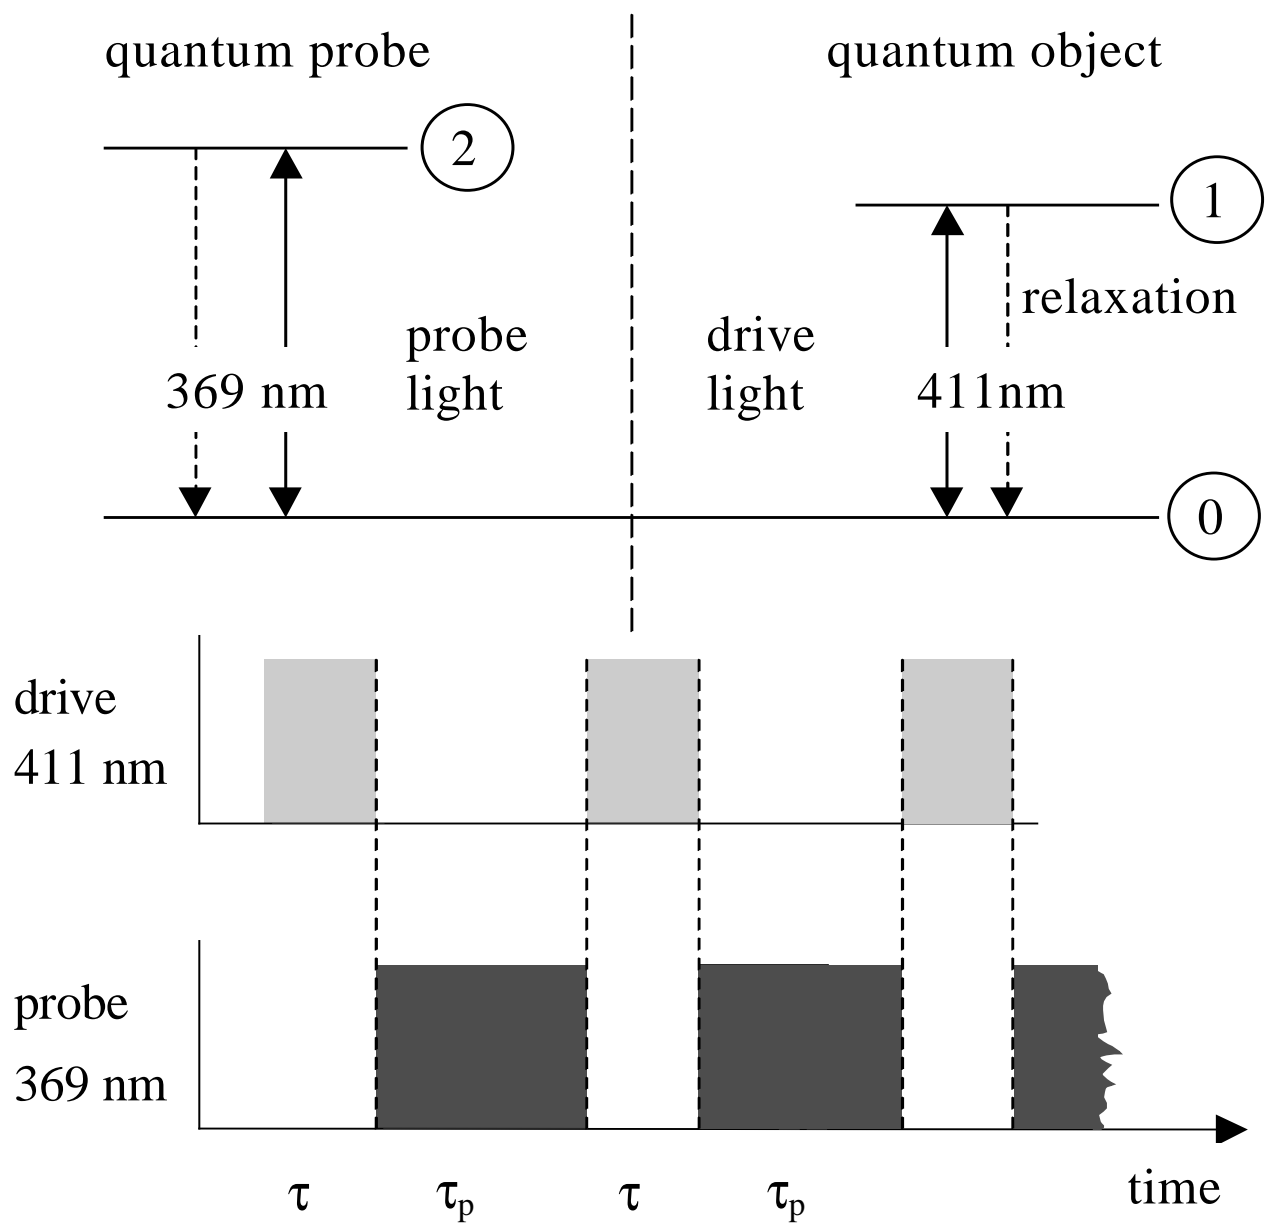 quantum probe
quantum object
2
1
relaxation
probe
light
drive
light
369 nm
411nm
0
drive
411 nm
probe
369 nm
τ
τp
τ
τp
time